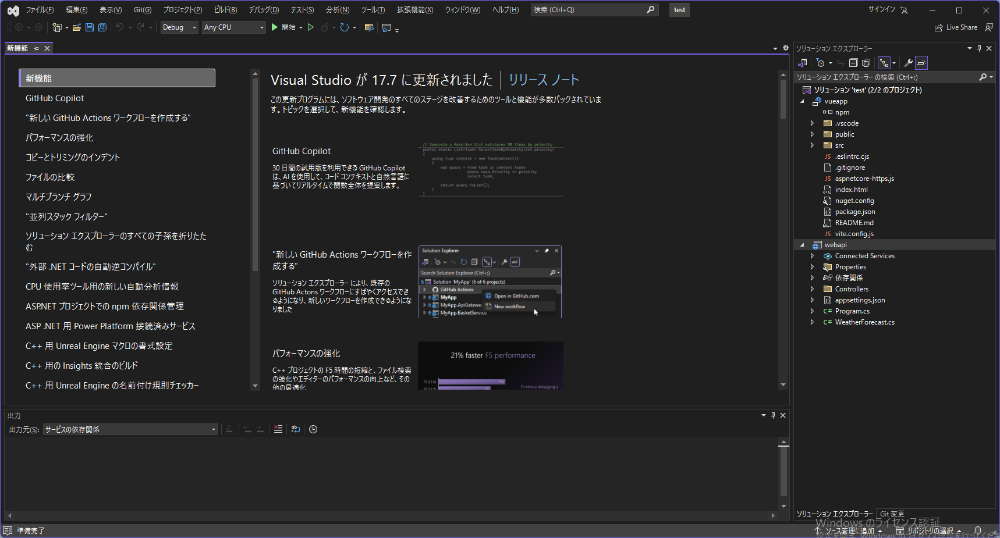 ファイル(F) 編集(E) 表示(V) Git(G) プロジェクト(P) ビルド(B) デバッグ(D) テスト(S) 分析(N) ツール(T) 拡張機能(X) ウィンドウ(W) ヘルプ(H) 検索 (Ctrl+Q) test サインイン
Debug Any CPU 開始 Live Share
新機能
新機能
GitHub Copilot
"新しい GitHub Actions ワークフローを作成する"
パフォーマンスの強化
コピーとトリミングのインデント
ファイルの比較
マルチブランチ グラフ
"並列スタック フィルター"
ソリューション エクスプローラーのすべての子孫を折りたた
む
"外部 .NET コードの自動逆コンパイル"
CPU 使用率ツール用の新しい自動分析情報
ASP.NET プロジェクトでの npm 依存関係管理
ASP .NET 用 Power Platform 接続済みサービス
C++ 用 Unreal Engine マクロの書式設定
C++ 用の Insights 統合のビルド
C++ 用 Unreal Engine の名前付け規則チェッカー
Visual Studio が 17.7 に更新されました リリース ノート
この更新プログラムには、ソフトウェア開発のすべてのステージを改善するためのツールと機能が多数パックされていま
す。トピックを選択して、新機能を確認します。
GitHub Copilot
30 日間の試用版を利用できる GitHub Copilot
は、AI を使用して、コード コンテキストと自然言語に
基づいてリアルタイムで関数全体を提案します。
// Generate a function that retrieves DB items by priority
public static List<Task> SelectTaskByPriority(int priority)
{
using (var context = new TaskContext())
{
var query = from task in context.Tasks
where task.Priority == priority
select task;
return query.ToList();
}
}
"新しい GitHub Actions ワークフローを作
成する"
ソリューション エクスプローラー により、既存の
GitHub Actons ワークフローにすばやくアクセスでき
るようになり、新しいワークフローを作成できるようにな
りました
Solution Explorer
Search Solution Explorer (Ctrl+;)
Solution 'MyApp' (6 of 6 projects)
GitHub Actions
MyApp
MyApp.ApiGateway
MyApp.BasketService
Open in GitHub.com
New workflow
パフォーマンスの強化
C++ プロジェクトの F5 時間の短縮と、ファイル検索
の強化やエディターのパフォーマンスの向上など、その
他の最適化
21% faster F5 performance
F5 (17.6)
F5 (17.7)
F5 without debugging is
出力
出力元(S): サービスの依存関係
ソリューション エクスプローラー
ソリューション エクスプローラー の検索 (Ctrl+:)
ソリューション 'test' (2/2 のプロジェクト)
vueapp
npm
.vscode
public
src
JS .eslintrc.cjs
.gitignore
JS aspnetcore-https.js
index.html
nuget.config
package.json
README.md
JS vite.config.js
webapi
Connected Services
Properties
依存関係
Controllers
appsettings.json
C# Program.cs
C# WeatherForecast.cs
ソリューション エクスプローラー Git 変更
Windows のライセンス認証
準備完了 ソース管理に追加 リポジトリの選択